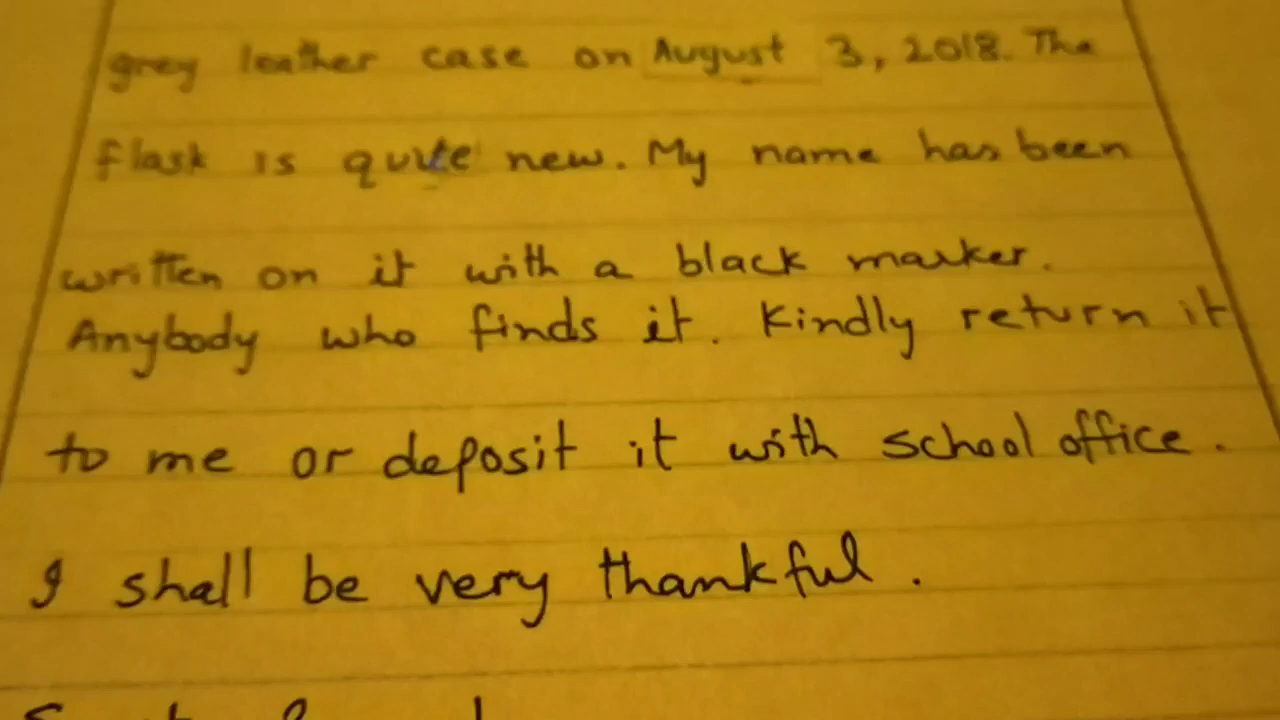 grey leather case on August 3, 2018. The
flask is quite new. My name has been
written on it with a black marker.
Anybody who finds it. Kindly return it
to me or deposit it with school office.
I shall be very thankful.